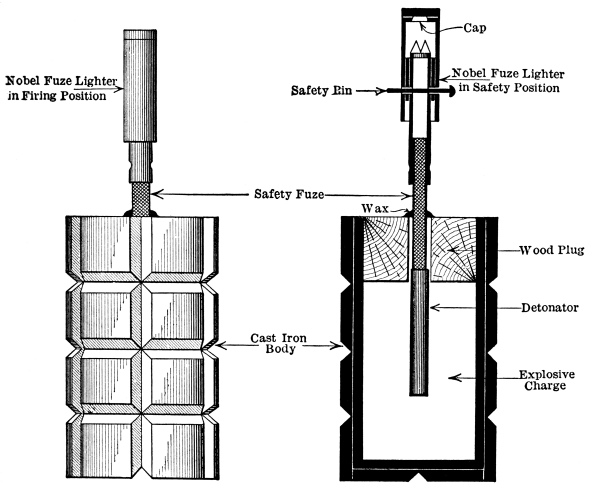 Cap
Nobel Fuze Lighter
in Firing Position
Nobel Fuze Lighter
in Safety Position
Safety Pin
Safety Fuze
Wax
Wood Plug
Detonator
Cast Iron
Body
Explosive
Charge